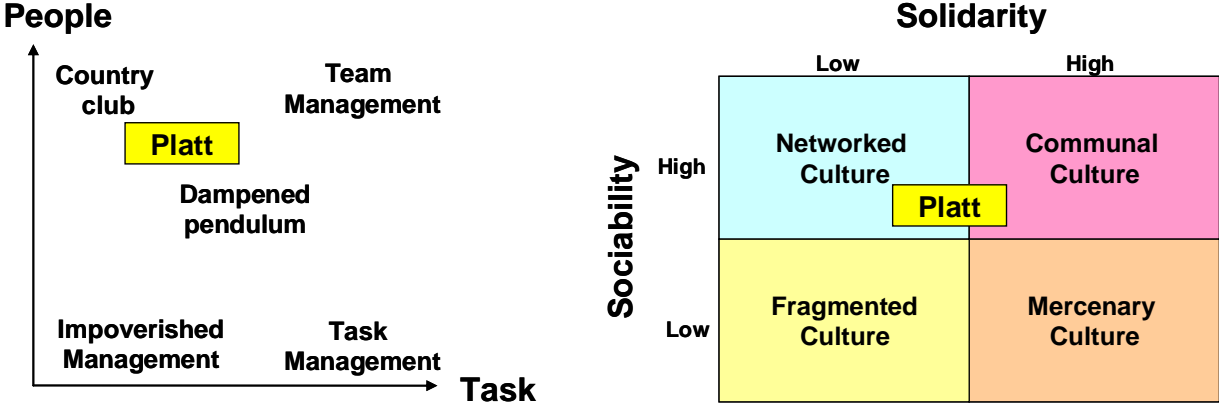 People
Country
club
Team
Management
Platt
Dampened
pendulum
Impoverished
Management
Task
Management
Task
Solidarity
Low
High
Sociability
High
Low
Networked
Culture
Communal
Culture
Platt
Fragmented
Culture
Mercenary
Culture